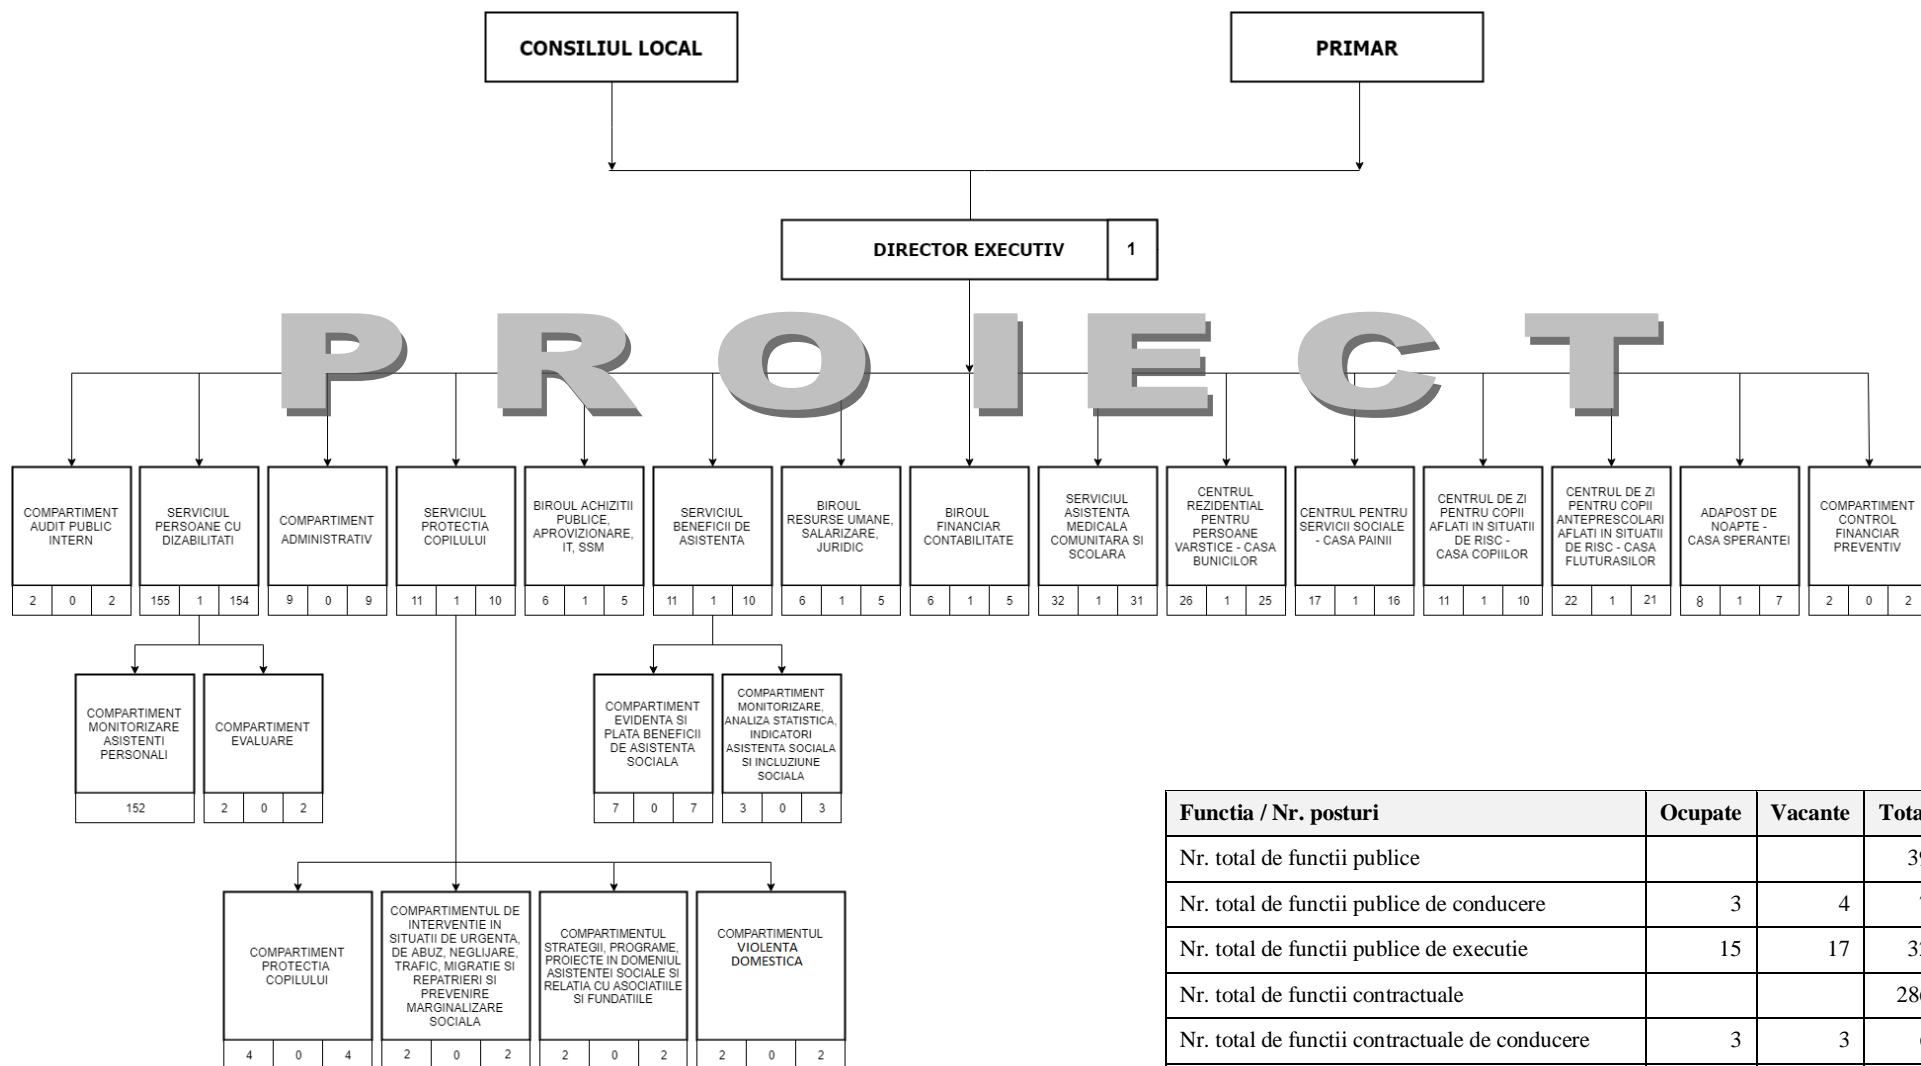 CONSILIUL LOCAL
PRIMAR
DIRECTOR EXECUTIV 1
PROIECT
COMPARTIMENT
AUDIT PUBLIC
INTERN
2 0 2
SERVICIUL
PERSOANE CU
DIZABILITATI
155 1 154
COMPARTIMENT
ADMINISTRATIV
9 0 9
SERVICIUL
PROTECTIA
COPILULUI
11 1 10
BIROUL ACHIZITII
PUBLICE,
APROVIZIONARE,
IT, SSM
6 1 5
SERVICIUL
BENEFICII DE
ASISTENTA
11 1 10
BIROUL
RESURSE UMANE,
SALARIZARE,
JURIDIC
6 1 5
BIROUL
FINANCIAR
CONTABILITATE
6 1 5
SERVICIUL
ASISTENTA
MEDICALA
COMUNITARA SI
SCOLARA
32 1 31
CENTRUL
REZIDENTIAL
PENTRU
PERSOANE
VARSTICE - CASA
BUNICILOR
26 1 25
CENTRUL PENTRU
SERVICII SOCIALE
- CASA PAINII
17 1 16
CENTRUL DE ZI
PENTRU COPII
AFLATI IN SITUATII
DE RISC -
CASA COPIILOR
11 1 10
CENTRUL DE ZI
PENTRU COPII
ANTEPRESCOLARI
AFLATI IN SITUATII
DE RISC - CASA
FLUTURASILOR
22 1 21
ADAPOST DE
NOAPTE -
CASA SPERANTEI
8 1 7
COMPARTIMENT
CONTROL
FINANCIAR
PREVENTIV
2 0 2
COMPARTIMENT
MONITORIZARE
ASISTENTI
PERSONALI
152
COMPARTIMENT
EVALUARE
2 0 2
COMPARTIMENT
EVIDENTA SI
PLATA BENEFICII
DE ASISTENTA
SOCIALA
7 0 7
COMPARTIMENT
MONITORIZARE,
ANALIZA STATISTICA,
INDICATORI
ASISTENTA SOCIALA
SI INCLUZIUNE
SOCIALA
3 0 3
COMPARTIMENT
PROTECTIA
COPILULUI
4 0 4
COMPARTIMENTUL DE
INTERVENTIE IN
SITUATII DE URGENTA,
DE ABUZ, NEGLIJARE,
TRAFIC, MIGRATIE SI
REPATRIERI SI
PREVENIRE
MARGINALIZARE
SOCIALA
2 0 2
COMPARTIMENTUL
STRATEGII, PROGRAME,
PROIECTE IN DOMENIUL
ASISTENTEI SOCIALE SI
RELATIA CU ASOCIATIILE
SI FUNDATIILE
2 0 2
COMPARTIMENTUL
VIOLENTA
DOMESTICA
2 0 2
Functia / Nr. posturi Ocupate Vacante
Nr. total de functii publice
Nr. total de functii publice de conducere 3 4
Nr. total de functii publice de executie 15 17
Nr. total de functii contractuale
Nr. total de functii contractuale de conducere 3 3